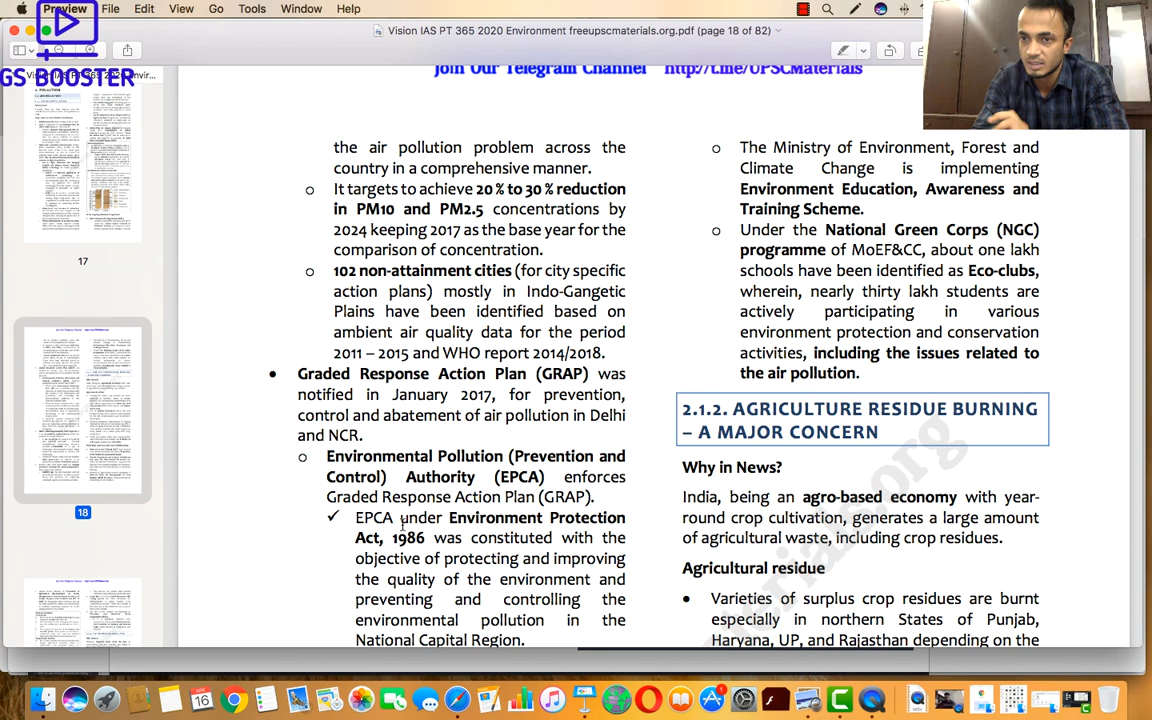 Preview File Edit View Go Tools Window Help
Vision IAS PT 365 2020 Environment freeupscmaterials.org.pdf (page 18 of 82)
GS BOOSTER
Join Our Telegram Channel http://t.me/UPSCMaterials
17
18
the air pollution problem across the
country in a comprehensive manner.
o It targets to achieve 20 % to 30 % reduction
in PM10 and PM2.5 concentrations by
2024 keeping 2017 as the base year for the
comparison of concentration.
o 102 non-attainment cities (for city specific
action plans) mostly in Indo-Gangetic
Plains have been identified based on
ambient air quality data for the period
2011 – 2015 and WHO report 2014/2018.
• Graded Response Action Plan (GRAP) was
notified in January 2017, for prevention,
control and abatement of air pollution in Delhi
and NCR.
o Environmental Pollution (Prevention and
Control) Authority (EPCA) enforces
Graded Response Action Plan (GRAP).
✓ EPCA under Environment Protection
Act, 1986 was constituted with the
objective of protecting and improving
the quality of the environment and
preventing and controlling the
environmental pollution in the
National Capital Region.
o The Ministry of Environment, Forest and
Climate Change is implementing
Environment Education, Awareness and
Training Scheme.
o Under the National Green Corps (NGC)
programme of MoEF&CC, about one lakh
schools have been identified as Eco-clubs,
wherein, nearly thirty lakh students are
actively participating in various
environment protection and conservation
activities, including the issues related to
the air pollution.
2.1.2. AGRICULTURE RESIDUE BURNING
– A MAJOR CONCERN
Why in News?
India, being an agro-based economy with year-
round crop cultivation, generates a large amount
of agricultural waste, including crop residues.
Agricultural residue
• Varieties of surplus crop residues are burnt
especially in northern States of Punjab,
Haryana, UP, and Rajasthan depending on the